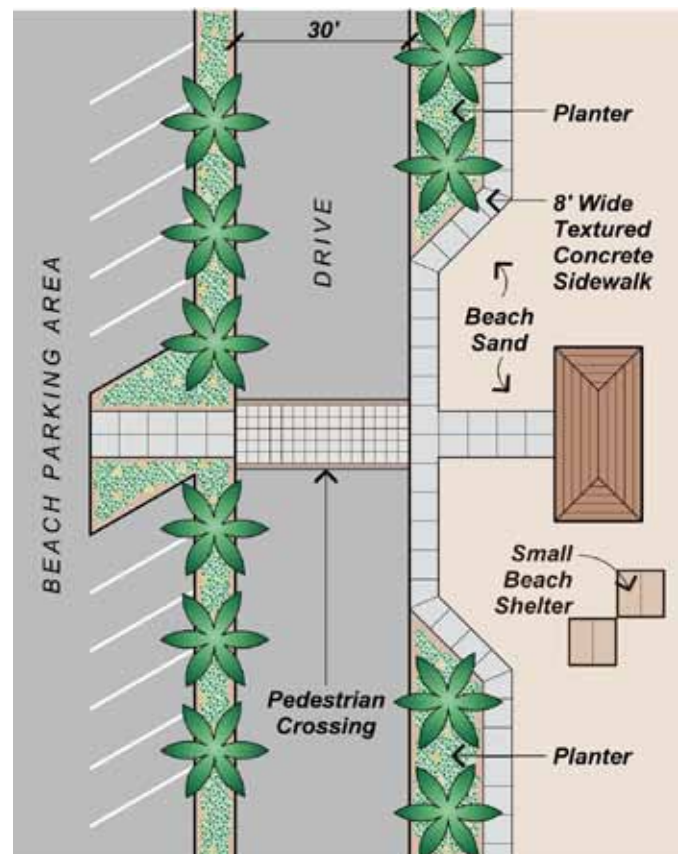 30'
Planter
8' Wide
Textured
Concrete
Sidewalk
DRIVE
BEACH PARKING AREA
Beach
Sand
Small
Beach
Shelter
Pedestrian
Crossing
Planter